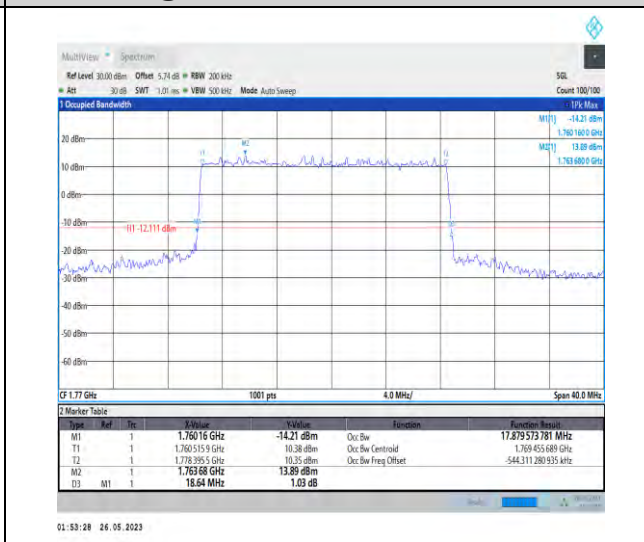 MultiView Spectrum
Ref Level 30.00 dBm Offset 5.74 dB RBW 200 kHz SGL
Att 30 dB SWT 1.01 ms VBW 500 kHz Mode Auto Sweep Count 100/100
1 Occupied Bandwidth 1Pk Max
M1[1] -14.21 dBm
1.760 160 0 GHz
M2[1] 13.89 dBm
1.763 680 0 GHz
20 dBm
M2
T1
T2
10 dBm
0 dBm
-10 dBm
H1 -12.111 dBm
-20 dBm
-40 dBm
-50 dBm
-60 dBm
CF 1.77 GHz 1001 pts 4.0 MHz/ Span 40.0 MHz
2 Marker Table
Type Ref Trc X-Value Y-Value Function Function Result
M1 1 1.76016 GHz -14.21 dBm Occ Bw 17.879 573 781 MHz
T1 1 1.760 515 9 GHz 10.38 dBm Occ Bw Centroid 1.769 455 689 GHz
T2 1 1.778 395 5 GHz 10.35 dBm Occ Bw Freq Offset -544.311 280 935 kHz
M2 1 1.763 68 GHz 13.89 dBm
D3 M1 1 18.64 MHz 1.03 dB
01:53:28 26.05.2023